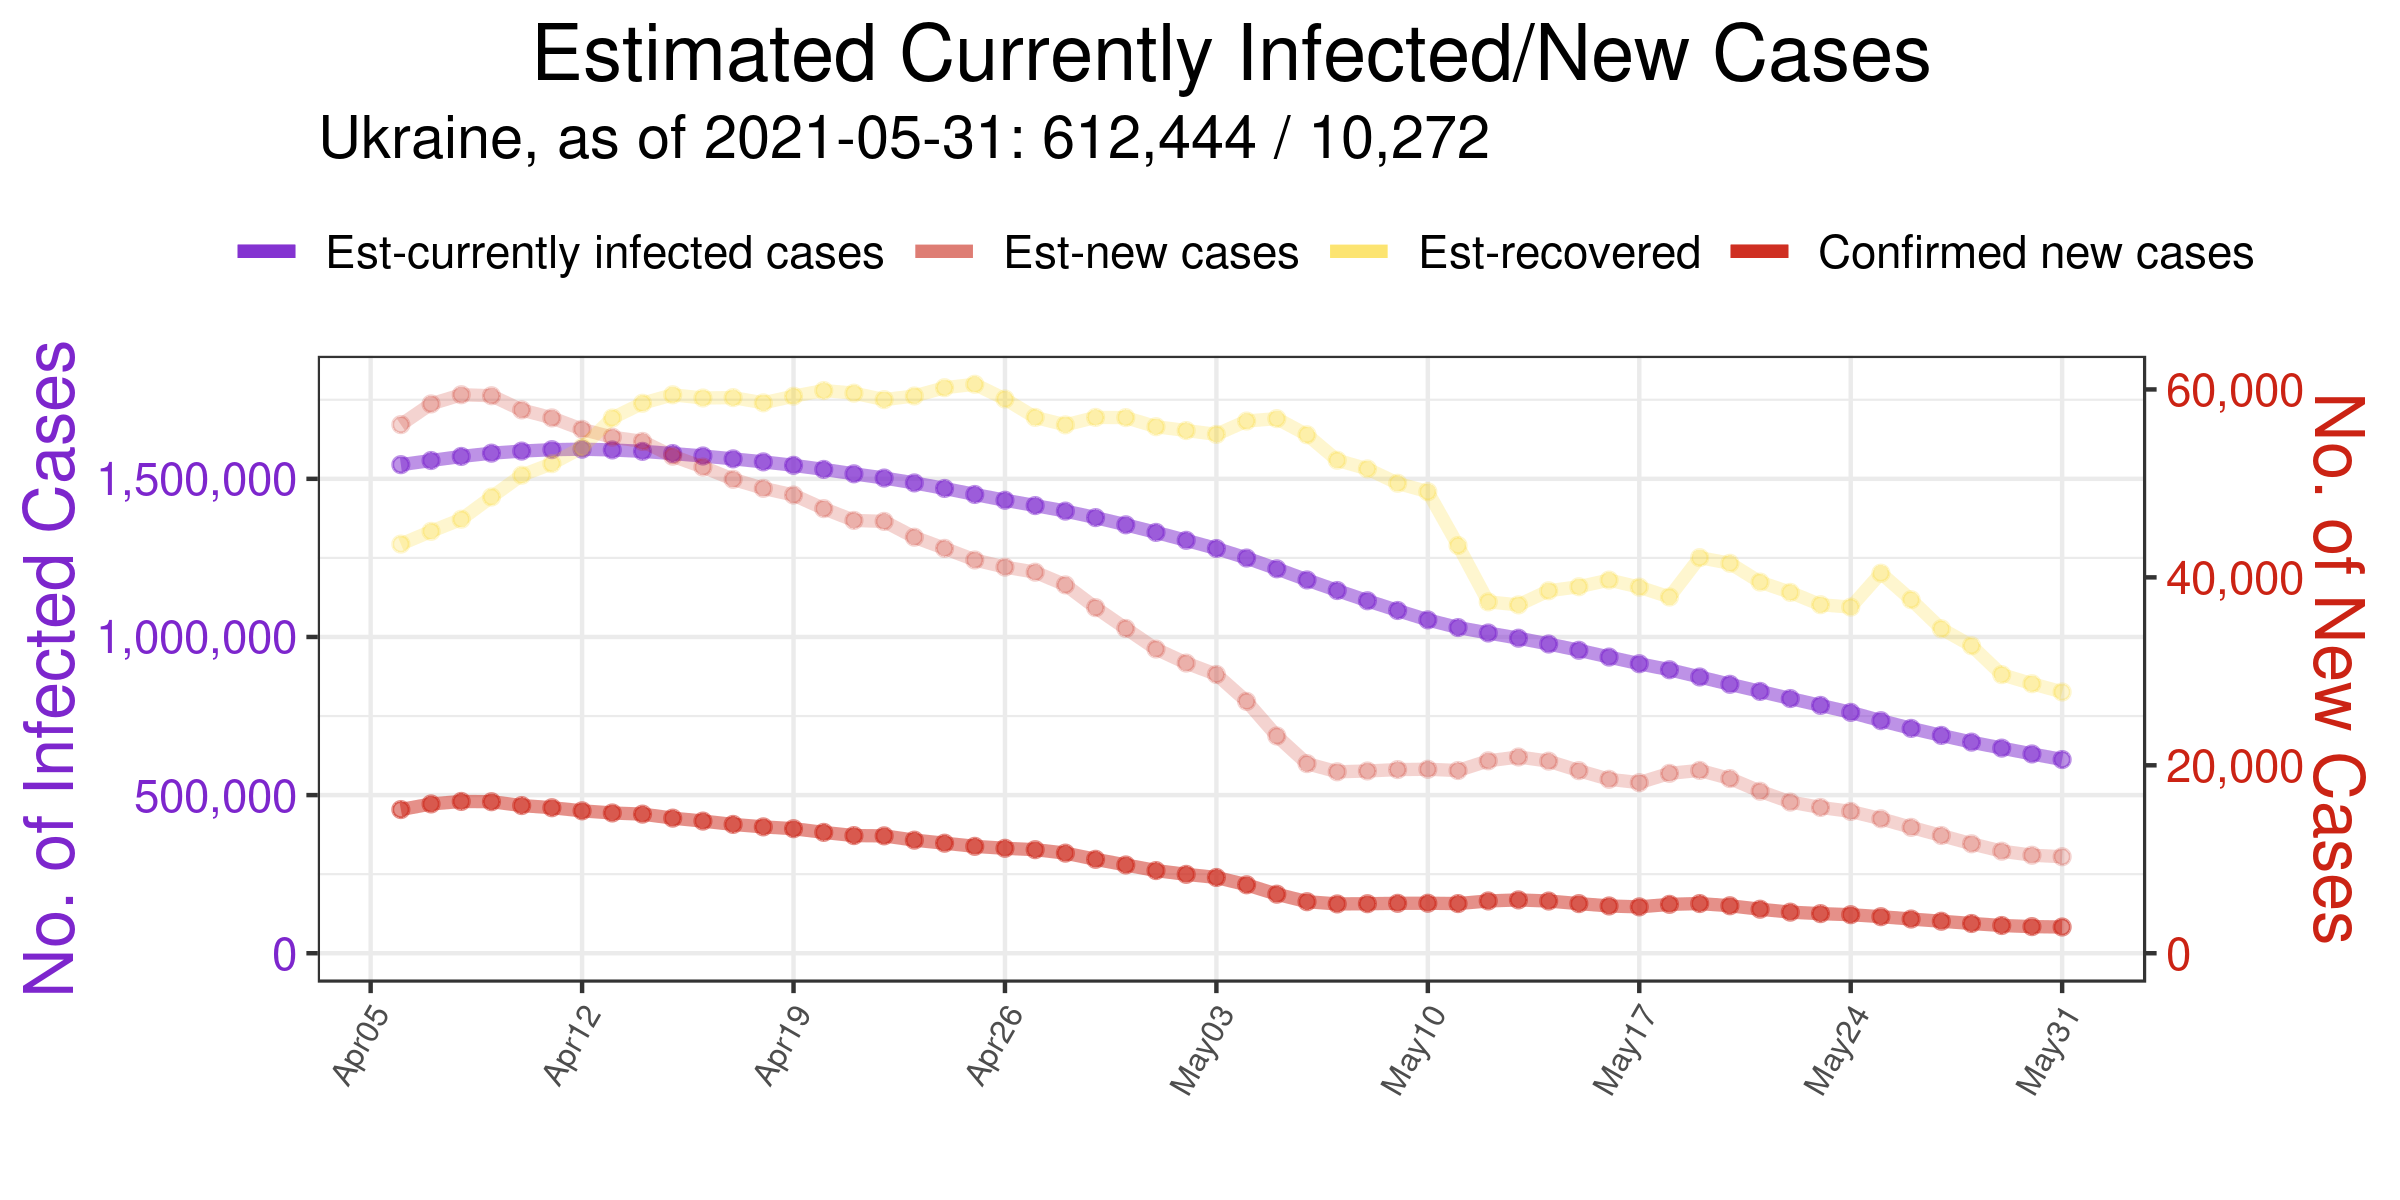 Estimated Currently Infected/New Cases
Ukraine, as of 2021-05-31: 612,444 / 10,272
Est-currently infected cases Est-new cases Est-recovered Confirmed new cases
No. of Infected Cases
1,500,000
1,000,000
500,000
0
60,000
40,000
20,000
0
No. of New Cases
Apr05 Apr12 Apr19 Apr26 May03 May10 May17 May24 May31